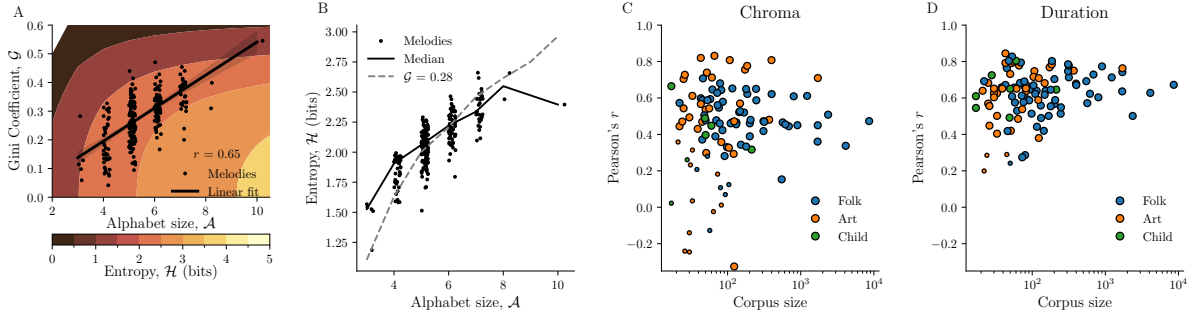 A
Gini Coefficient, 𝒢
0.6
0.5
0.4
0.3
0.2
0.1
0.0
r = 0.65
Melodies
Linear fit
2
4
6
8
10
Alphabet size, 𝒜
0
1
2
3
4
5
Entropy, ℋ (bits)
B
Entropy, ℋ (bits)
3.00
2.75
2.50
2.25
2.00
1.75
1.50
1.25
Melodies
Median
𝒢 = 0.28
4
6
8
10
Alphabet size, 𝒜
C
Chroma
Pearson's r
1.0
0.8
0.6
0.4
0.2
0.0
−0.2
Folk
Art
Child
10²
10³
10⁴
Corpus size
D
Duration
Pearson's r
1.0
0.8
0.6
0.4
0.2
0.0
−0.2
Folk
Art
Child
10²
10³
10⁴
Corpus size